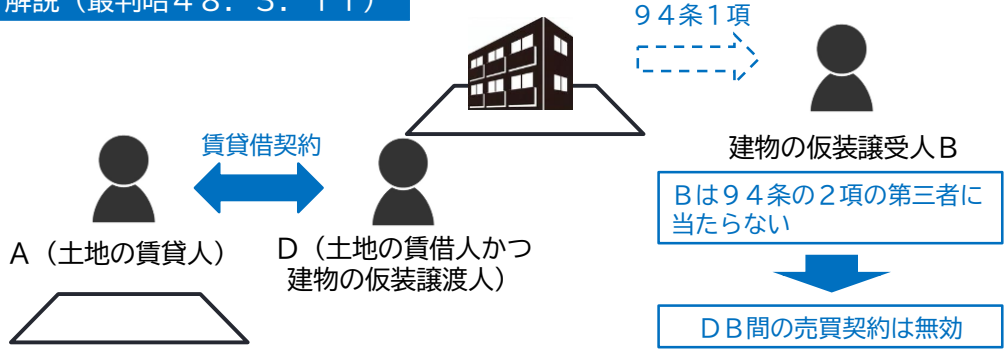 解説（最判昭４８．３．１１）
９４条１項
賃貸借契約
建物の仮装譲受人Ｂ
Ｂは９４条の２項の第三者に
当たらない
Ａ（土地の賃貸人）
Ｄ（土地の賃借人かつ
建物の仮装譲渡人）
ＤＢ間の売買契約は無効